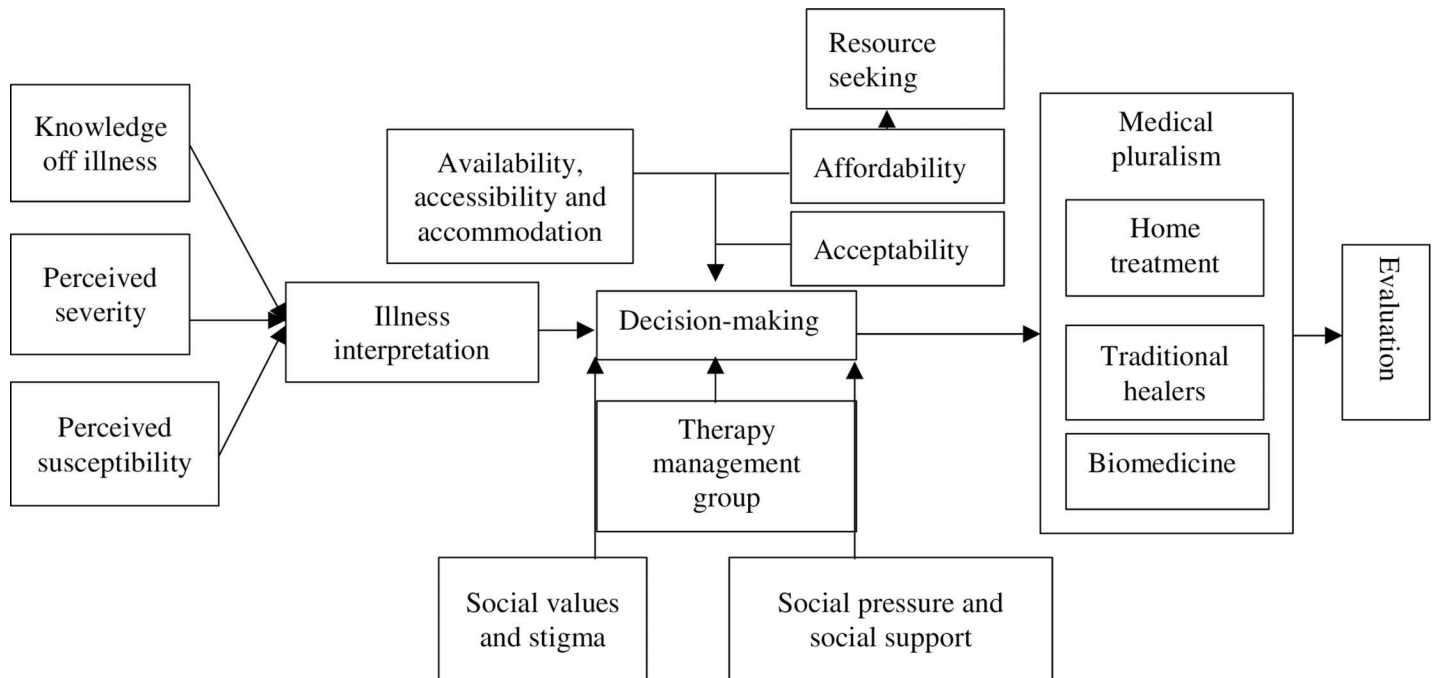 Knowledge
off illness
Perceived
severity
Perceived
susceptibility
Illness
interpretation
Availability,
accessibility and
accommodation
Resource
seeking
Affordability
Acceptability
Decision-making
Therapy
management
group
Social values
and stigma
Social pressure and
social support
Medical
pluralism
Home
treatment
Traditional
healers
Biomedicine
Evaluation